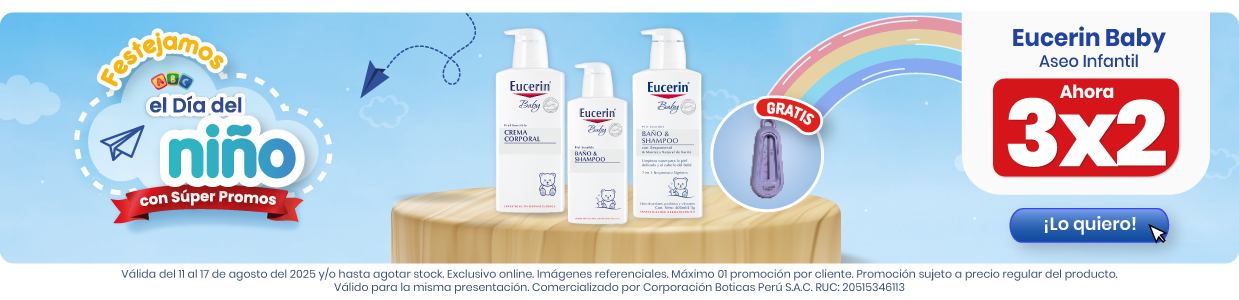 Festejamos
ABC
el Día del
niño
con Súper Promos
Eucerin
Baby
CREMA
CORPORAL
Eucerin
Baby
BAÑO &
SHAMPOO
Eucerin
Baby
BAÑO &
SHAMPOO
GRATIS
Eucerin Baby
Aseo Infantil
Ahora
3x2
¡Lo quiero!
Válida del 11 al 17 de agosto del 2025 y/o hasta agotar stock. Exclusivo online. Imágenes referenciales. Máximo 01 promoción por cliente. Promoción sujeto a precio regular del producto.
Válido para la misma presentación. Comercializado por Corporación Boticas Perú S.A.C. RUC: 20515346113